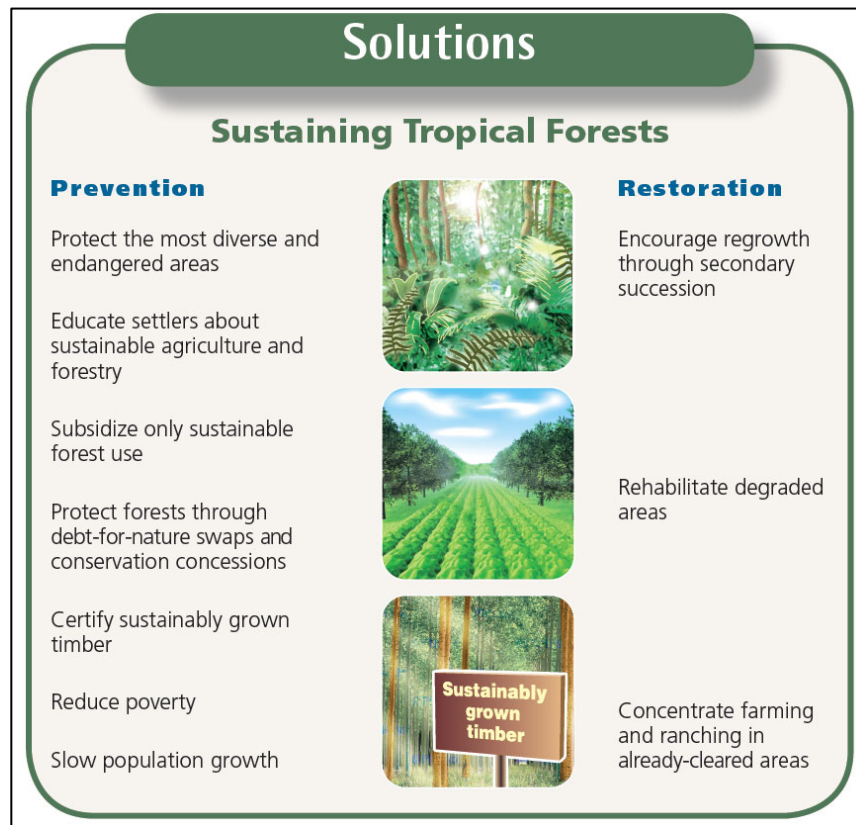 Solutions
Sustaining Tropical Forests
Prevention
Protect the most diverse and
endangered areas
Educate settlers about
sustainable agriculture and
forestry
Subsidize only sustainable
forest use
Protect forests through
debt-for-nature swaps and
conservation concessions
Certify sustainably grown
timber
Reduce poverty
Slow population growth
Sustainably
grown
timber
Restoration
Encourage regrowth
through secondary
succession
Rehabilitate degraded
areas
Concentrate farming
and ranching in
already-cleared areas